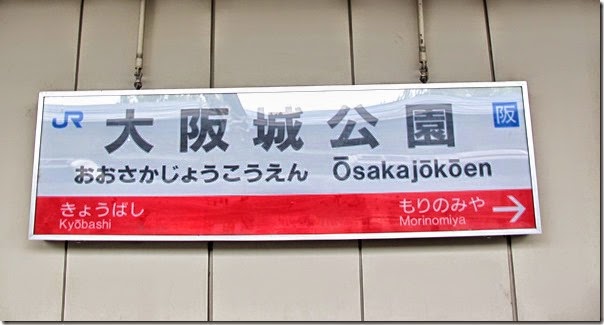 JR 大阪城公園 阪
おおさかじょうこうえん Ōsakajōkōen
きょうばし もりのみや →
Kyōbashi Morinomiya